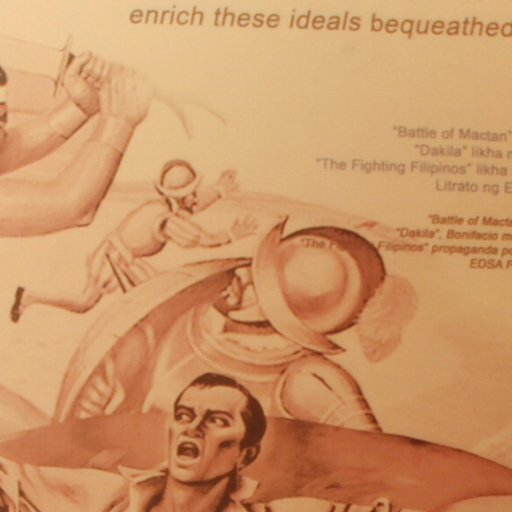 enrich these ideals bequeathed
"Battle of Mactan"
"Dakila" likha
"The Fighting Filipinos" likha
Litrato ng
"Battle of
"Dakila", Bonifacio
"The Filipinos" propaganda
EDSA